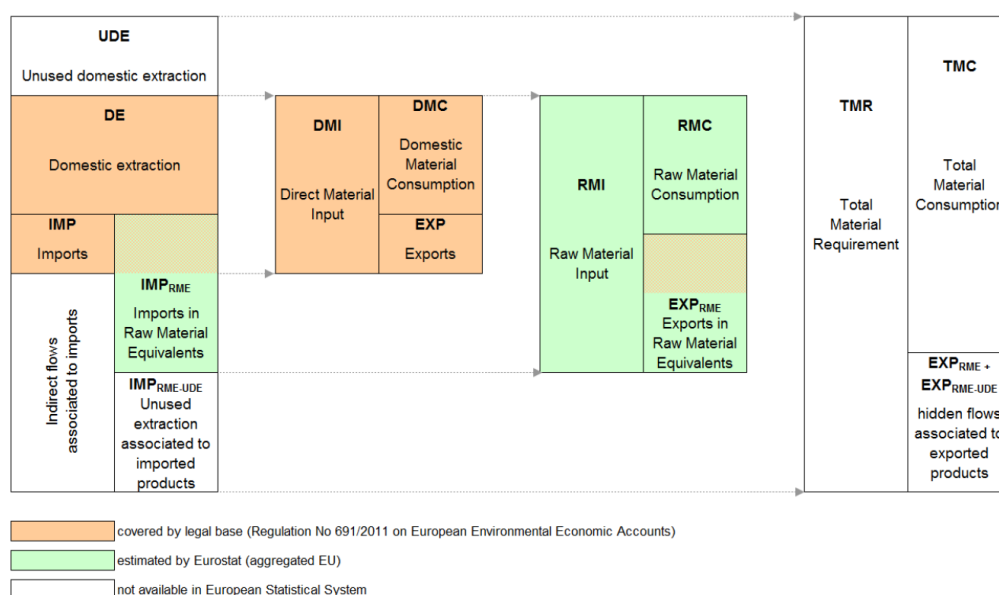 UDE
Unused domestic extraction
DE
Domestic extraction
IMP
Imports
IMPRME
Imports in
Raw Material
Equivalents
Indirect flows
associated to imports
IMPRME-UDE
Unused
extraction
associated to
imported
products
DMI
Direct Material
Input
DMC
Domestic
Material
Consumption
EXP
Exports
RMI
Raw Material
Input
RMC
Raw Material
Consumption
EXPRME
Exports in
Raw Material
Equivalents
TMR
Total
Material
Requirement
TMC
Total
Material
Consumption
EXPRME +
EXPRME-UDE
hidden flows
associated to
exported
products
covered by legal base (Regulation No 691/2011 on European Environmental Economic Accounts)
estimated by Eurostat (aggregated EU)
not available in European Statistical System